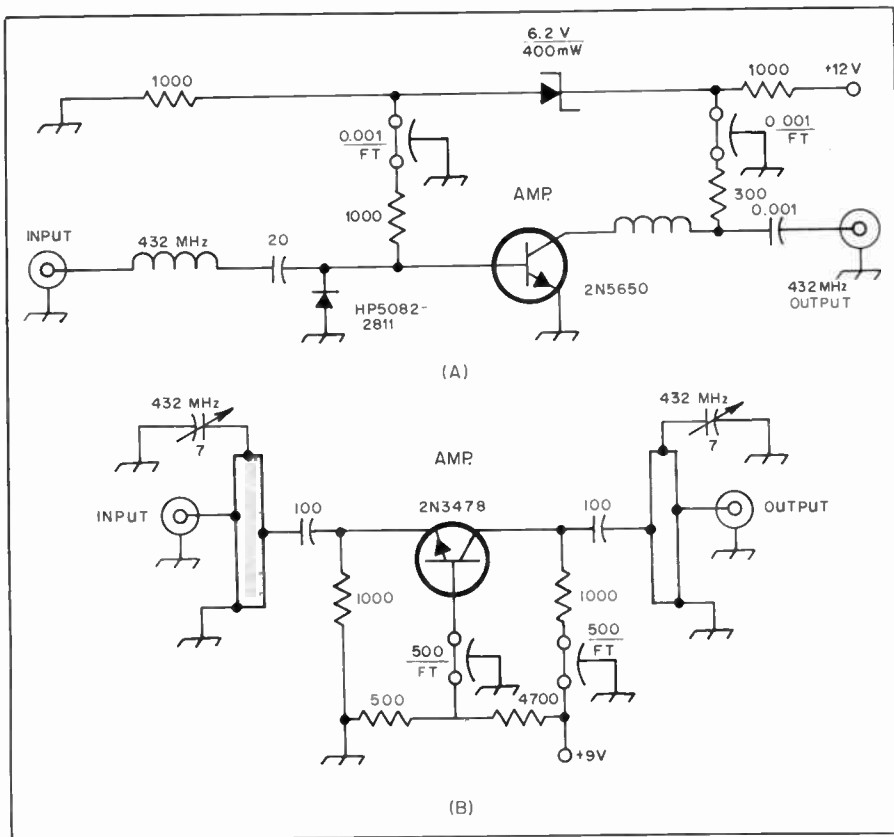 6.2 V
400mW
1000
1000
+12V
0.001
FT
0.001
FT
1000
AMP.
300
0.001
INPUT
432 MHz
20
HP5082-
2811
2N5650
432 MHz
OUTPUT
(A)
432 MHz
7
432 MHz
7
AMP.
INPUT
100
2N3478
100
OUTPUT
1000
1000
500
FT
500
FT
500
4700
+9V
(B)